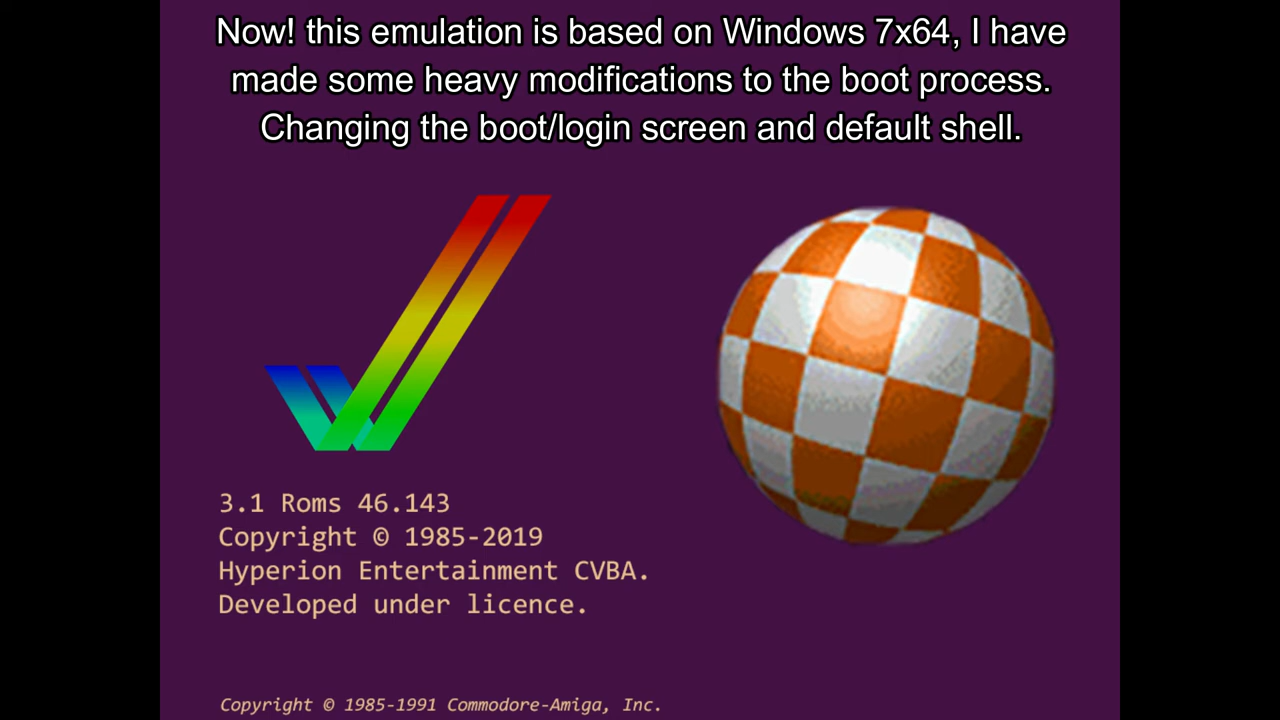 Now! this emulation is based on Windows 7x64, I have
made some heavy modifications to the boot process.
Changing the boot/login screen and default shell.
3.1 Roms 46.143
Copyright © 1985-2019
Hyperion Entertainment CVBA.
Developed under licence.
Copyright © 1985-1991 Commodore-Amiga, Inc.